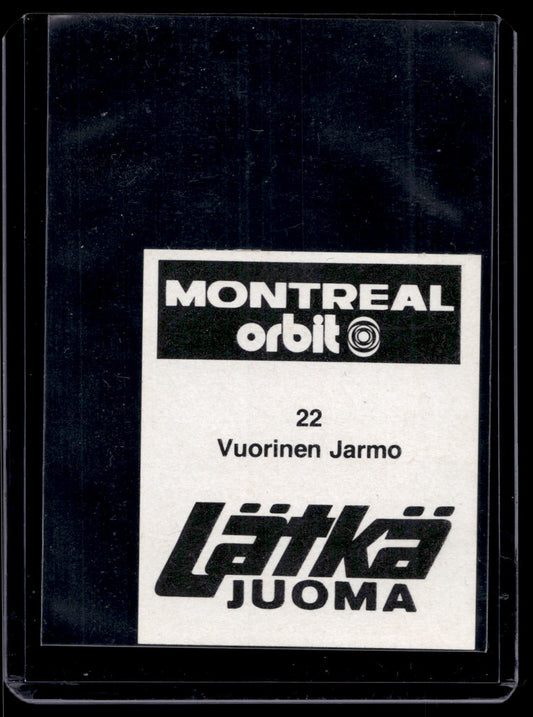 MONTREAL
orbit
22
Vuorinen Jarmo
Lätkä
JUOMA